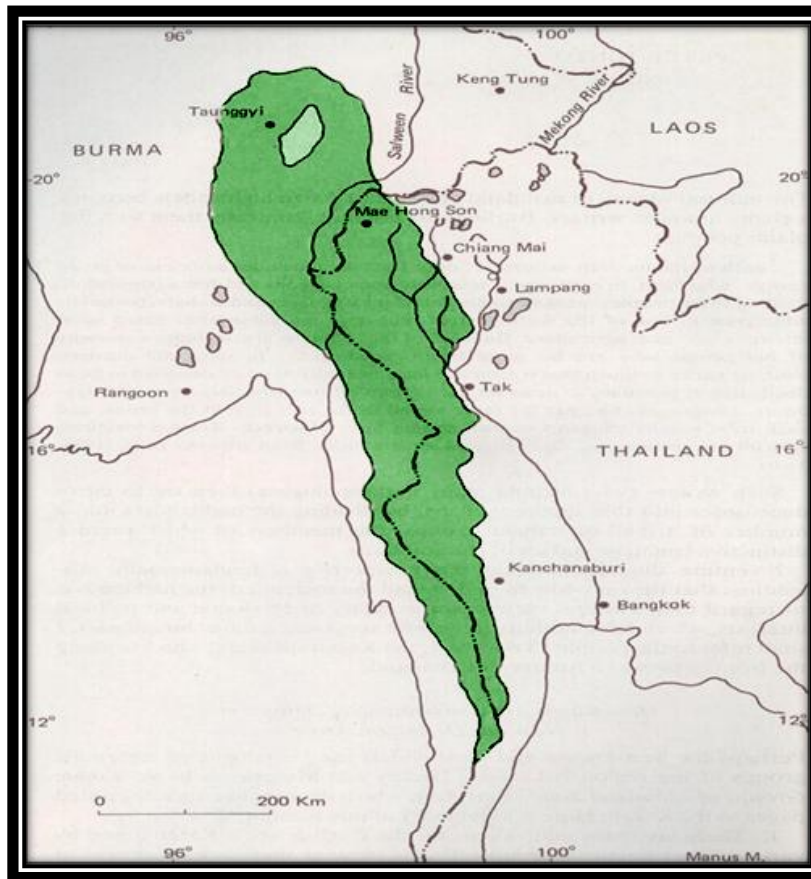 96°
100°
Keng Tung
Salween River
Mekong River
Taunggyi
LAOS
BURMA
20°
20°
Mae Hong Son
Chiang Mai
Lampang
Tak
Rangoon
16°
16°
THAILAND
Kanchanaburi
Bangkok
12°
12°
0 200 Km
96°
100°
Manus M.